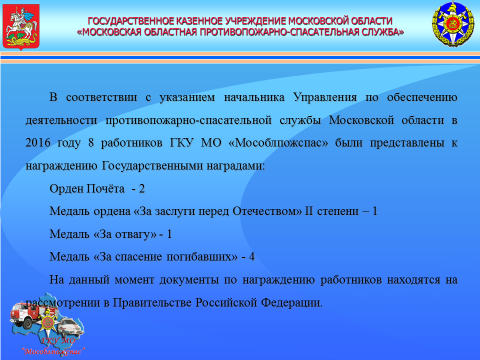 ГОСУДАРСТВЕННОЕ КАЗЕННОЕ УЧРЕЖДЕНИЕ МОСКОВСКОЙ ОБЛАСТИ
«МОСКОВСКАЯ ОБЛАСТНАЯ ПРОТИВОПОЖАРНО-СПАСАТЕЛЬНАЯ СЛУЖБА»
В соответствии с указанием начальника Управления по обеспечению
деятельности противопожарно-спасательной службы Московской области в
2016 году 8 работников ГКУ МО «Мособлпожспас» были представлены к
награждению Государственными наградами:
Орден Почёта - 2
Медаль ордена «За заслуги перед Отечеством» II степени – 1
Медаль «За отвагу» - 1
Медаль «За спасение погибавших» - 4
На данный момент документы по награждению работников находятся на
рассмотрении в Правительстве Российской Федерации.